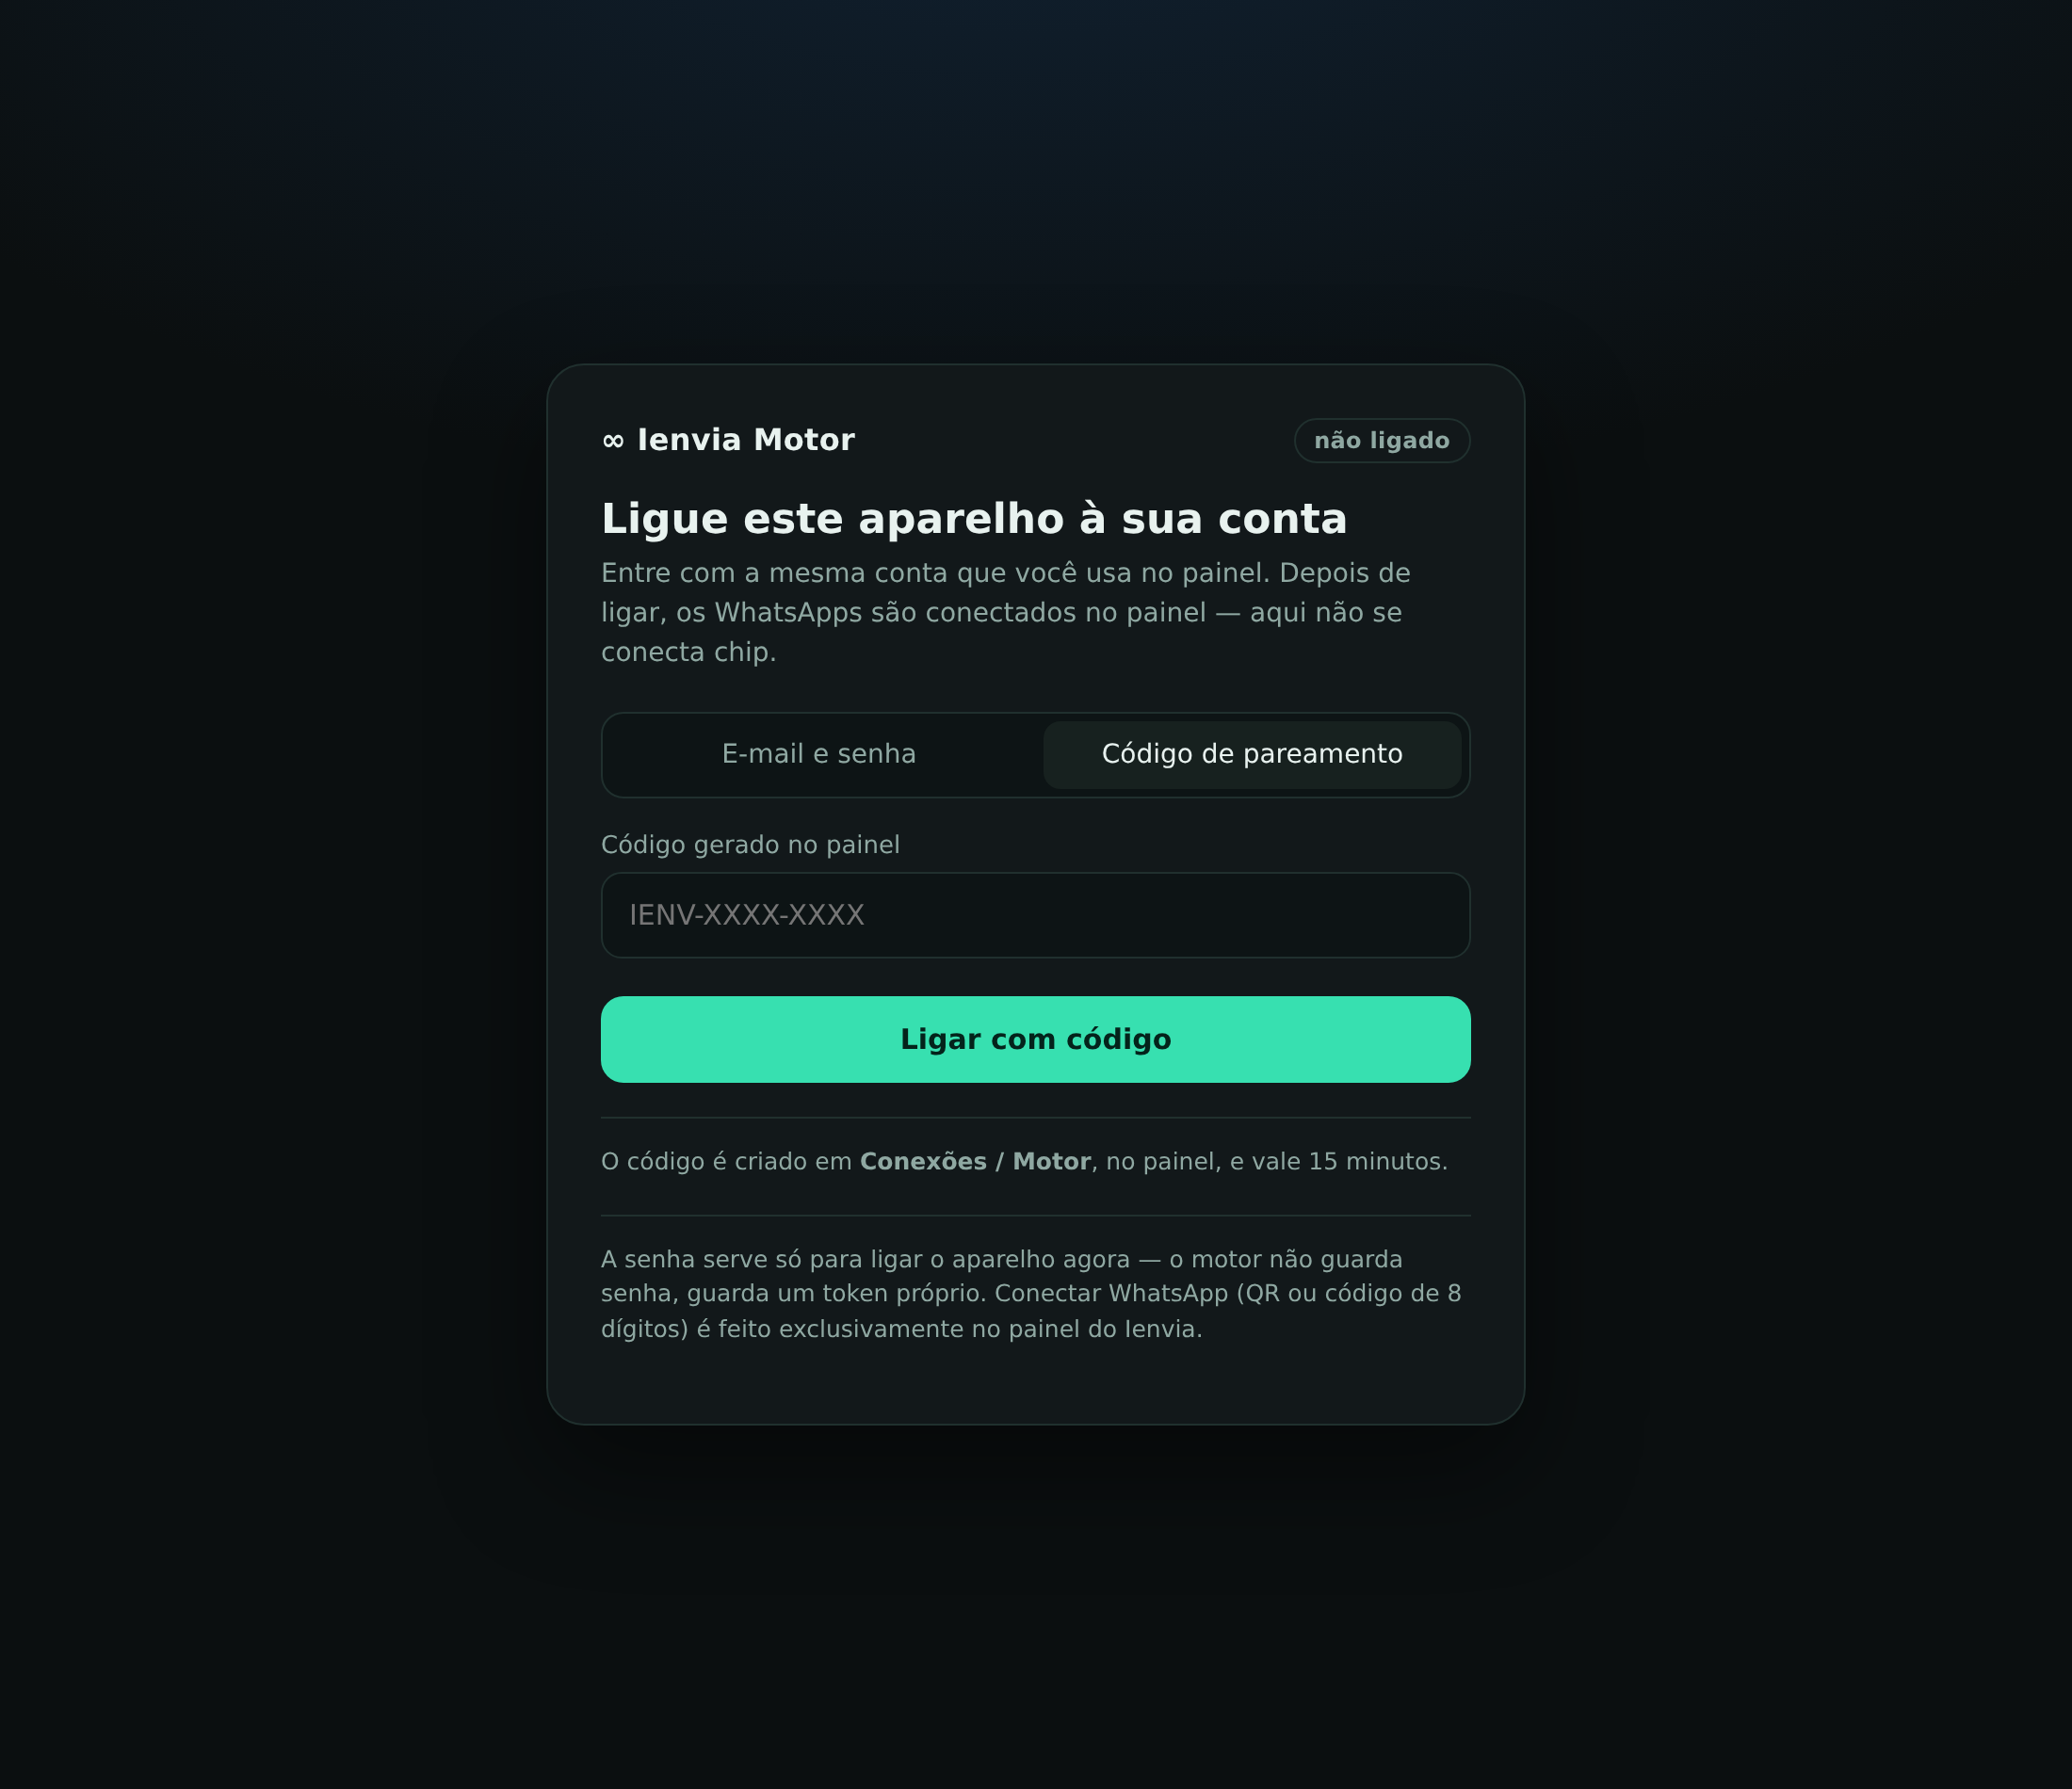 ∞ Ienvia Motor
não ligado
Ligue este aparelho à sua conta
Entre com a mesma conta que você usa no painel. Depois de
ligar, os WhatsApps são conectados no painel — aqui não se
conecta chip.
E-mail e senha
Código de pareamento
Código gerado no painel
IENV-XXXX-XXXX
Ligar com código
O código é criado em Conexões / Motor, no painel, e vale 15 minutos.
A senha serve só para ligar o aparelho agora — o motor não guarda
senha, guarda um token próprio. Conectar WhatsApp (QR ou código de 8
dígitos) é feito exclusivamente no painel do Ienvia.